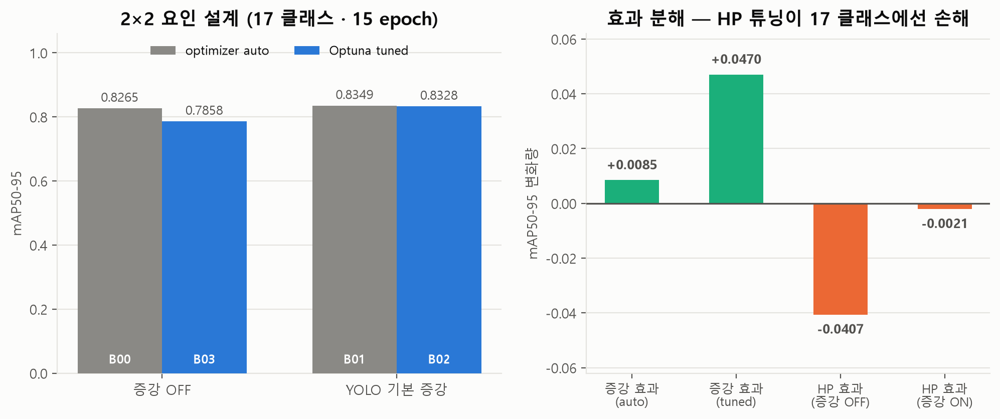 2×2 요인 설계 (17 클래스 · 15 epoch)
optimizer auto
Optuna tuned
mAP50-95
1.0
0.8
0.6
0.4
0.2
0.0
0.8265
0.7858
0.8349
0.8328
B00
B03
B01
B02
증강 OFF
YOLO 기본 증강
효과 분해 — HP 튜닝이 17 클래스에선 손해
mAP50-95 변화량
0.06
0.04
0.02
0.00
-0.02
-0.04
-0.06
+0.0085
+0.0470
-0.0407
-0.0021
증강 효과
(auto)
증강 효과
(tuned)
HP 효과
(증강 OFF)
HP 효과
(증강 ON)